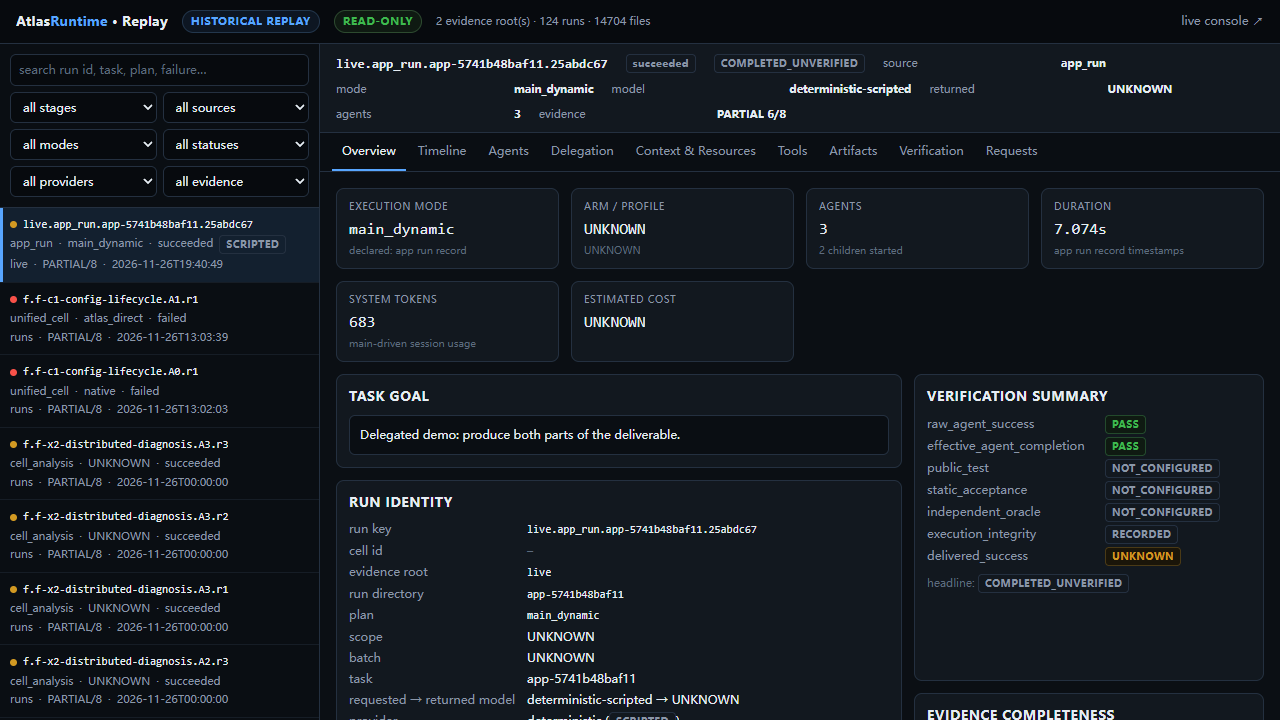 AtlasRuntime • Replay HISTORICAL REPLAY READ-ONLY 2 evidence root(s) · 124 runs · 14704 files live console ↗
search run id, task, plan, failure...
all stages all sources
all modes all statuses
all providers all evidence
live.app_run.app-5741b48baf11.25abdc67
app_run · main_dynamic · succeeded SCRIPTED
live · PARTIAL/8 · 2026-11-26T19:40:49
f.f-c1-config-lifecycle.A1.r1
unified_cell · atlas_direct · failed
runs · PARTIAL/8 · 2026-11-26T13:03:39
f.f-c1-config-lifecycle.A0.r1
unified_cell · native · failed
runs · PARTIAL/8 · 2026-11-26T13:02:03
f.f-x2-distributed-diagnosis.A3.r3
cell_analysis · UNKNOWN · succeeded
runs · PARTIAL/8 · 2026-11-26T00:00:00
f.f-x2-distributed-diagnosis.A3.r2
cell_analysis · UNKNOWN · succeeded
runs · PARTIAL/8 · 2026-11-26T00:00:00
f.f-x2-distributed-diagnosis.A3.r1
cell_analysis · UNKNOWN · succeeded
runs · PARTIAL/8 · 2026-11-26T00:00:00
f.f-x2-distributed-diagnosis.A2.r3
cell_analysis · UNKNOWN · succeeded
runs · PARTIAL/8 · 2026-11-26T00:00:00
live.app_run.app-5741b48baf11.25abdc67 succeeded COMPLETED_UNVERIFIED source app_run
mode main_dynamic model deterministic-scripted returned UNKNOWN
agents 3 evidence PARTIAL 6/8
Overview Timeline Agents Delegation Context & Resources Tools Artifacts Verification Requests
EXECUTION MODE
main_dynamic
declared: app run record
ARM / PROFILE
UNKNOWN
UNKNOWN
AGENTS
3
2 children started
DURATION
7.074s
app run record timestamps
SYSTEM TOKENS
683
main-driven session usage
ESTIMATED COST
UNKNOWN
TASK GOAL
Delegated demo: produce both parts of the deliverable.
RUN IDENTITY
run key live.app_run.app-5741b48baf11.25abdc67
cell id –
evidence root live
run directory app-5741b48baf11
plan main_dynamic
scope UNKNOWN
batch UNKNOWN
task app-5741b48baf11
requested → returned model deterministic-scripted → UNKNOWN
provider deterministic ( SCRIPTED )
VERIFICATION SUMMARY
raw_agent_success PASS
effective_agent_completion PASS
public_test NOT_CONFIGURED
static_acceptance NOT_CONFIGURED
independent_oracle NOT_CONFIGURED
execution_integrity RECORDED
delivered_success UNKNOWN
headline: COMPLETED_UNVERIFIED
EVIDENCE COMPLETENESS